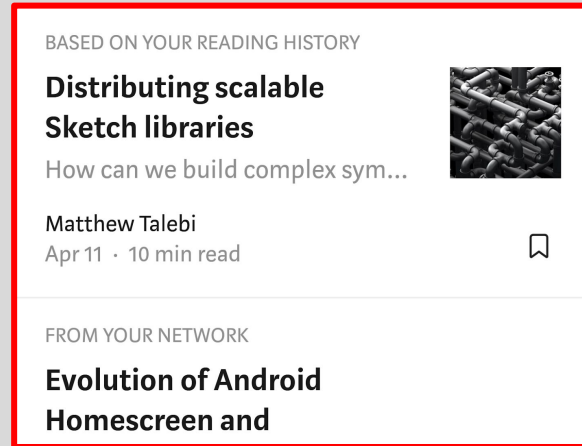 BASED ON YOUR READING HISTORY
Distributing scalable
Sketch libraries
How can we build complex sym...
Matthew Talebi
Apr 11 · 10 min read
FROM YOUR NETWORK
Evolution of Android
Homescreen and